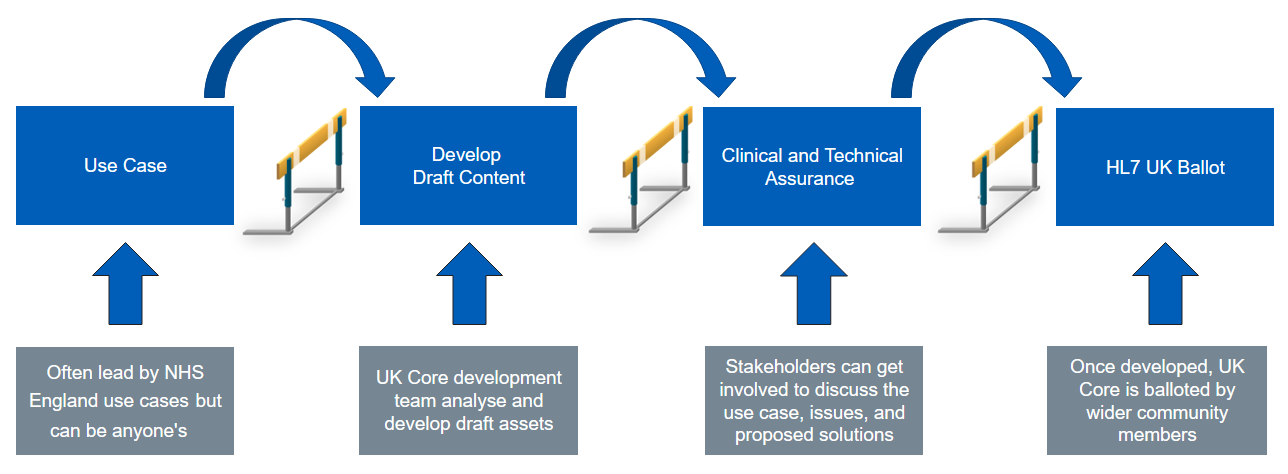 Use Case
Develop
Draft Content
Clinical and Technical
Assurance
HL7 UK Ballot
Often lead by NHS
England use cases but
can be anyone's
UK Core development
team analyse and
develop draft assets
Stakeholders can get
involved to discuss the
use case, issues, and
proposed solutions
Once developed, UK
Core is balloted by
wider community
members